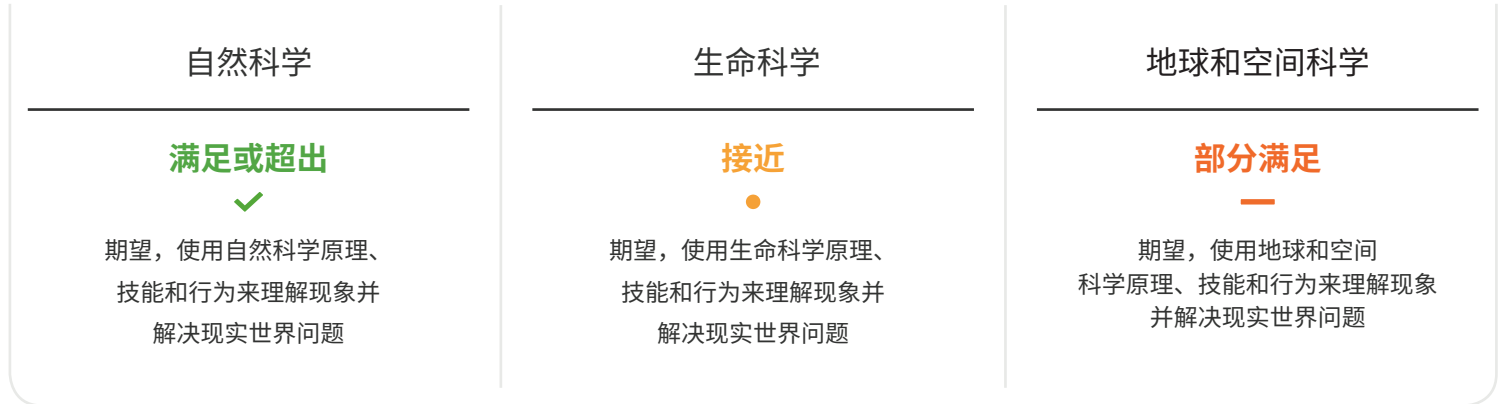 自然科学
满足或超出
期望，使用自然科学原理、
技能和行为来理解现象并
解决现实世界问题
生命科学
接近
期望，使用生命科学原理、
技能和行为来理解现象并
解决现实世界问题
地球和空间科学
部分满足
期望，使用地球和空间
科学原理、技能和行为来理解现象
并解决现实世界问题